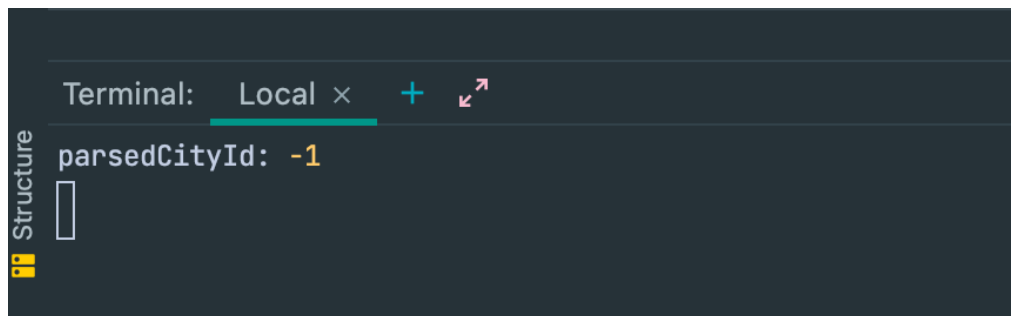 Terminal: Local × +
parsedCityId: -1
Structure